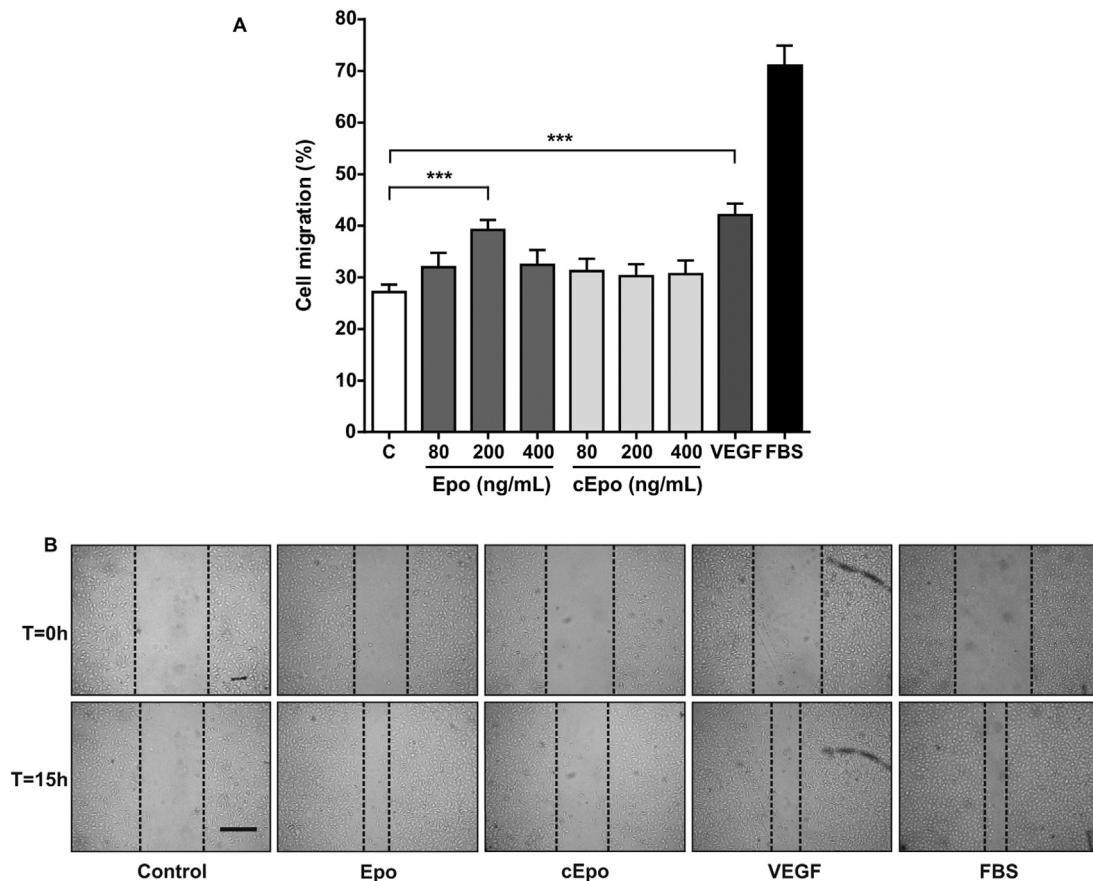 A
Cell migration (%)
80
70
60
50
40
30
20
10
0
***
***
C 80 200 400 80 200 400 VEGF FBS
Epo (ng/mL) cEpo (ng/mL)
B
T=0h
T=15h
Control Epo cEpo VEGF FBS